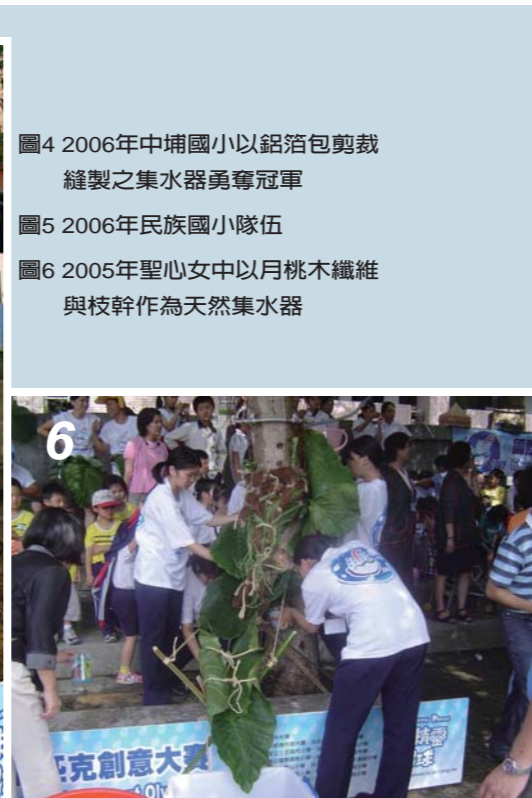 圖4 2006年中埔國小以鋁箔包剪裁
縫製之集水器勇奪冠軍
圖5 2006年民族國小隊伍
圖6 2005年聖心女中以月桃木纖維
與枝幹作為天然集水器
6
匹克創意大賽